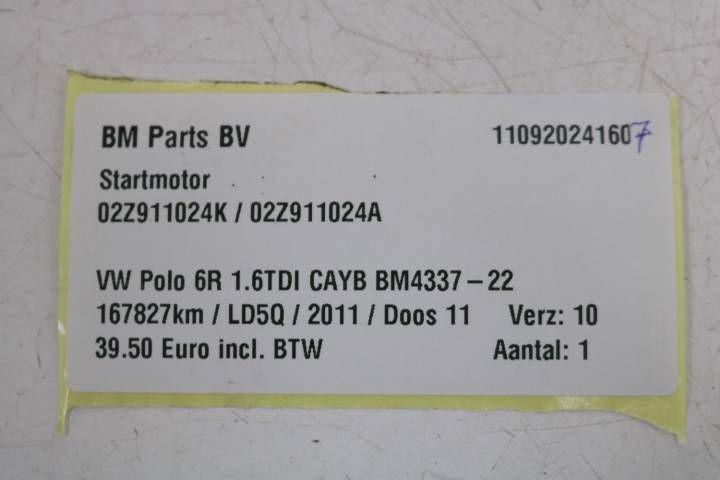 BM Parts BV 110920241607
Startmotor
02Z911024K / 02Z911024A
VW Polo 6R 1.6TDI CAYB BM4337-22
167827km / LD5Q / 2011 / Doos 11 Verz: 10
39.50 Euro incl. BTW Aantal: 1